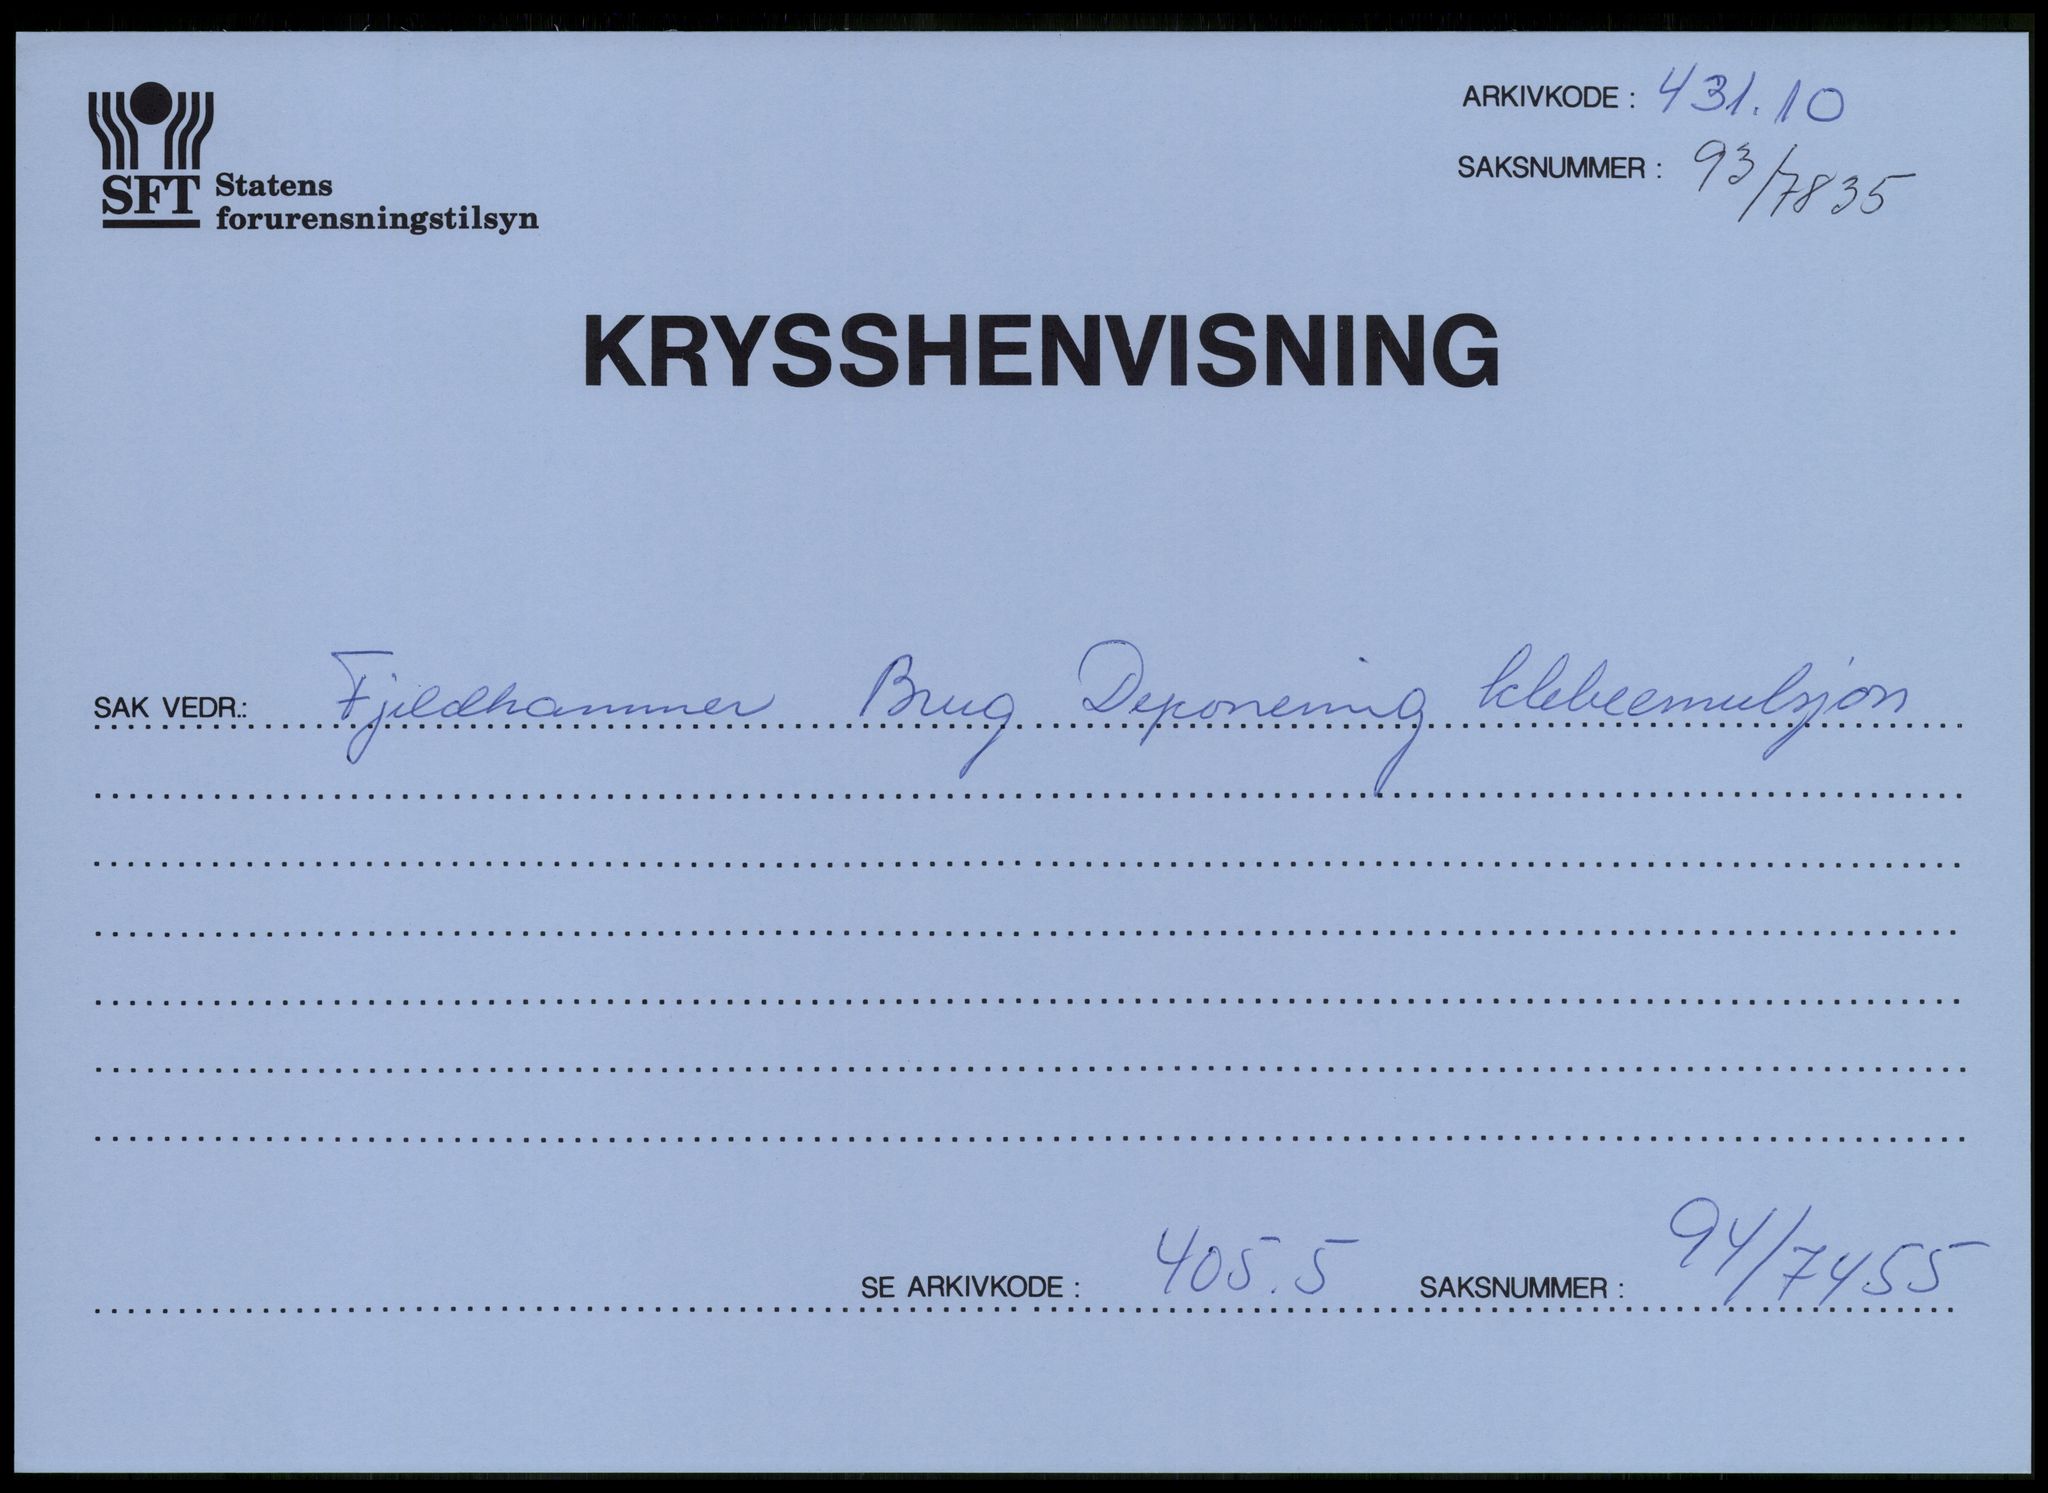 ARKIVKODE : 431.10
SFT Statens
forurensningstilsyn
SAKSNUMMER : 93/7835
KRYSSHENVISNING
SAK VEDR.: Fjeldhammer Brug Deponering klebeemulsjon
SE ARKIVKODE : 405.5 SAKSNUMMER : 94/7455